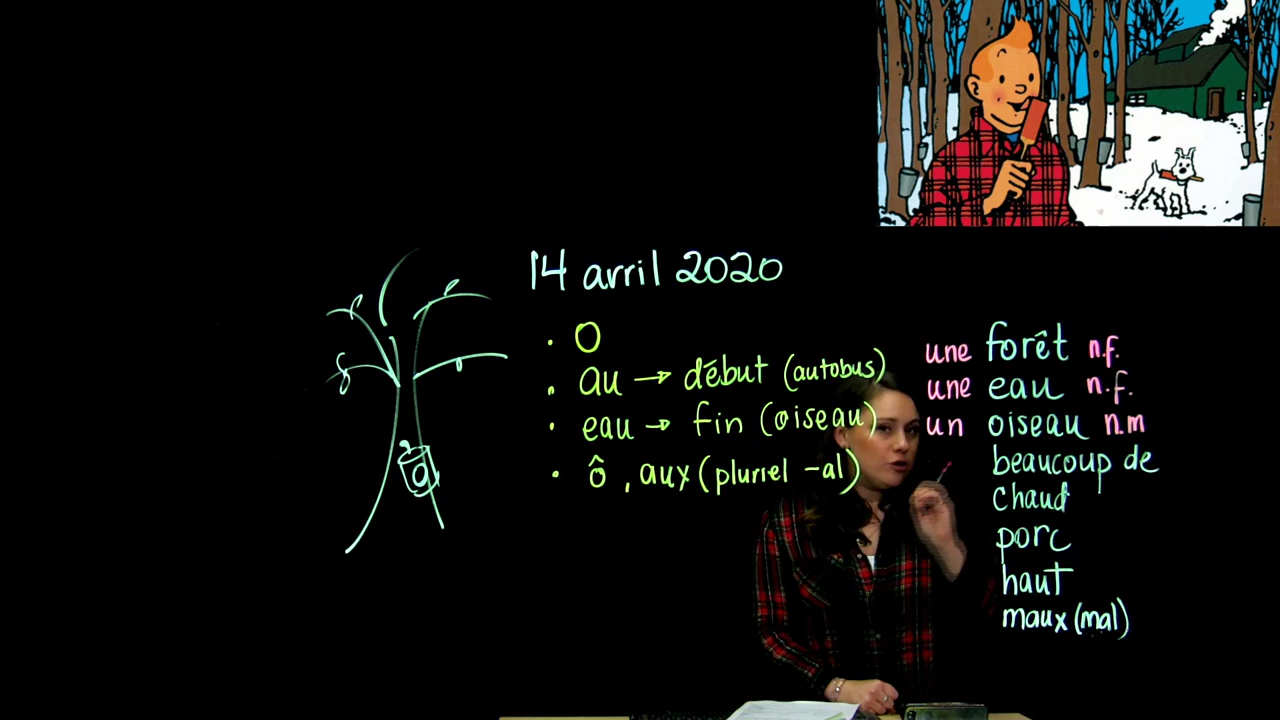 14 avril 2020
• O
• au → début (autobus)
• eau → fin (oiseau)
• ô, aux (pluriel -al)
une forêt n.f.
une eau n.f.
un oiseau n.m
beaucoup de
chaud
porc
haut
maux (mal)